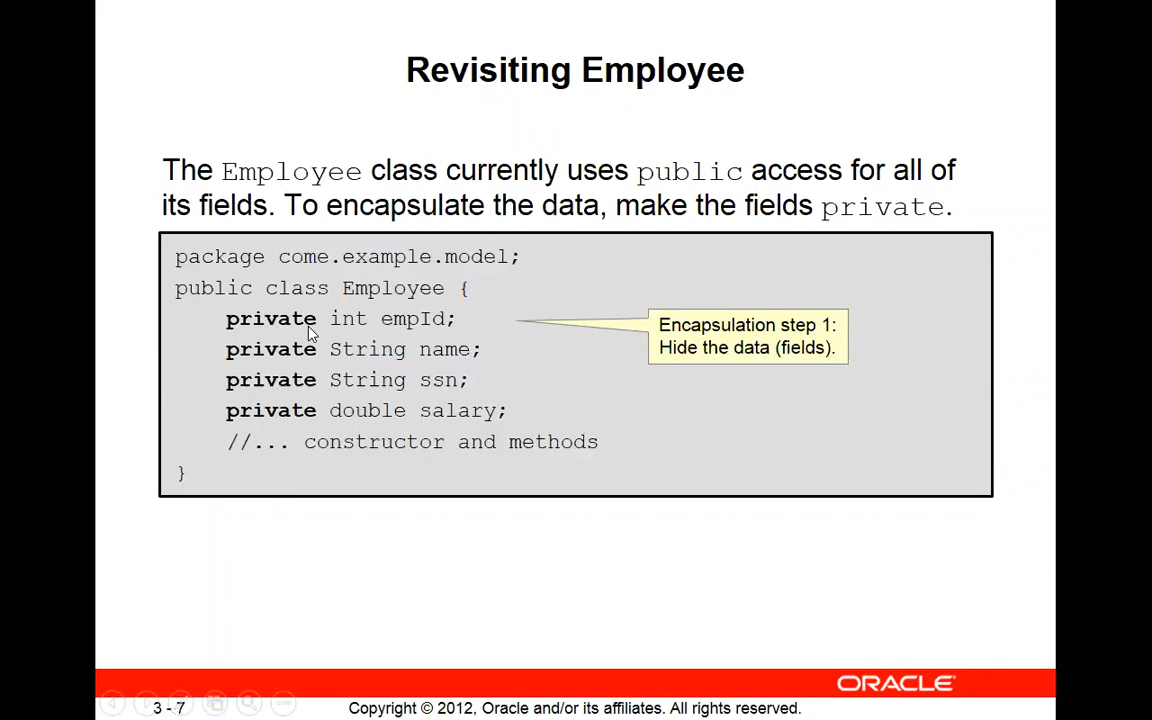 Revisiting Employee
The Employee class currently uses public access for all of
its fields. To encapsulate the data, make the fields private.
package come.example.model;
public class Employee {
private int empId;
private String name;
private String ssn;
private double salary;
//... constructor and methods
}
Encapsulation step 1:
Hide the data (fields).
ORACLE
3 - 7
Copyright © 2012, Oracle and/or its affiliates. All rights reserved.